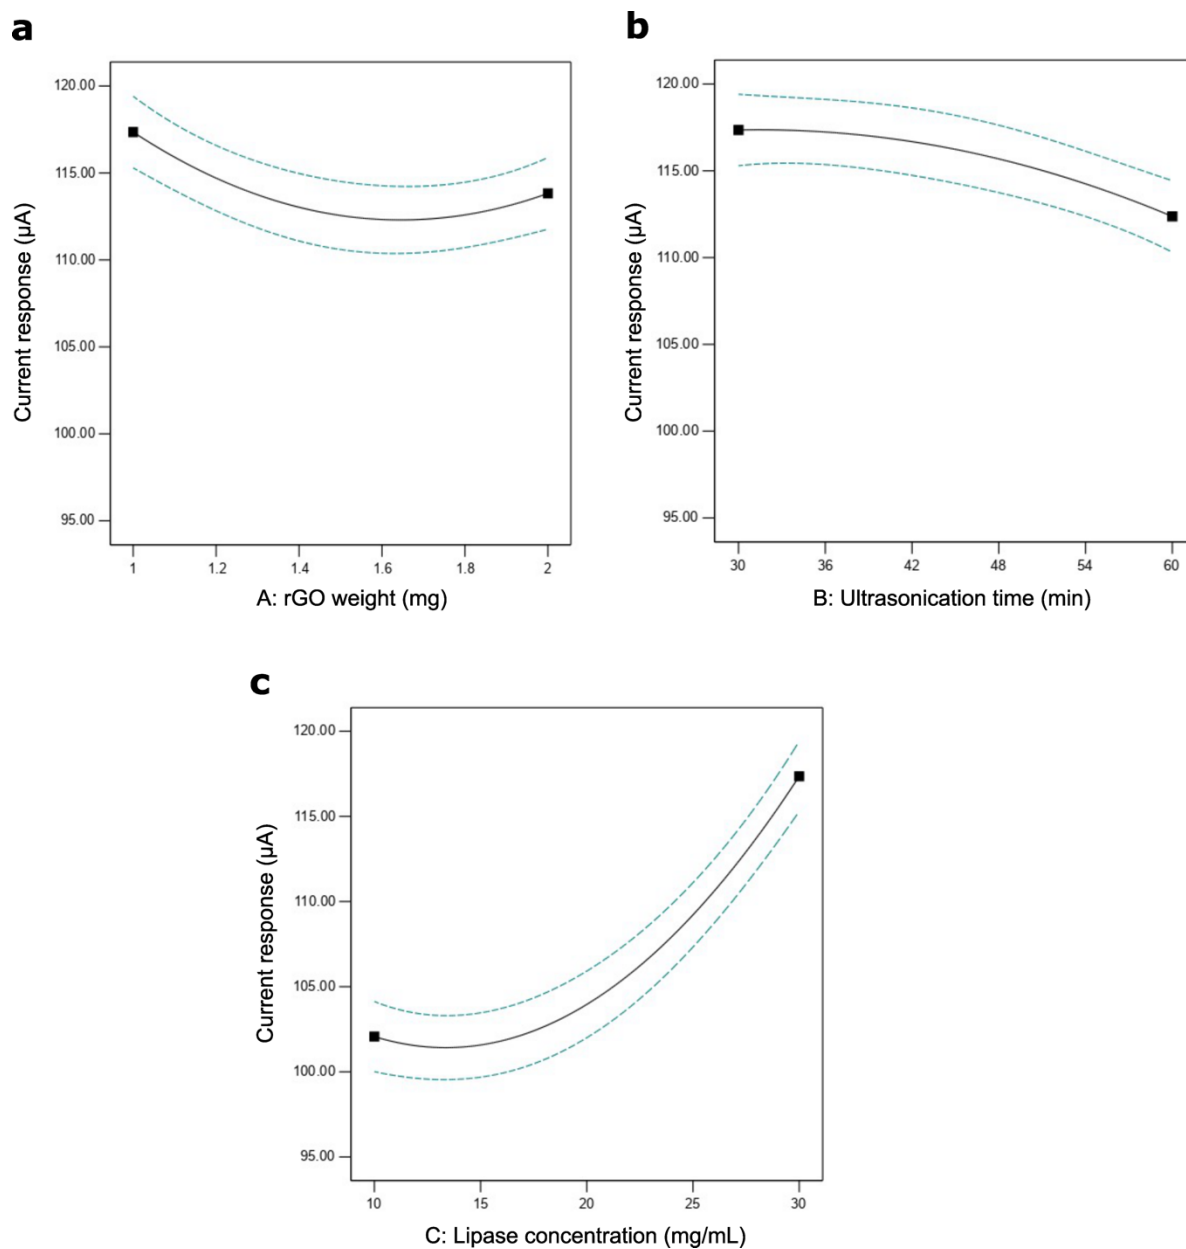 a
120.00
115.00
110.00
105.00
100.00
95.00
Current response (µA)
1 1.2 1.4 1.6 1.8 2
A: rGO weight (mg)
b
120.00
115.00
110.00
105.00
100.00
95.00
Current response (µA)
30 36 42 48 54 60
B: Ultrasonication time (min)
c
120.00
115.00
110.00
105.00
100.00
95.00
Current response (µA)
10 15 20 25 30
C: Lipase concentration (mg/mL)